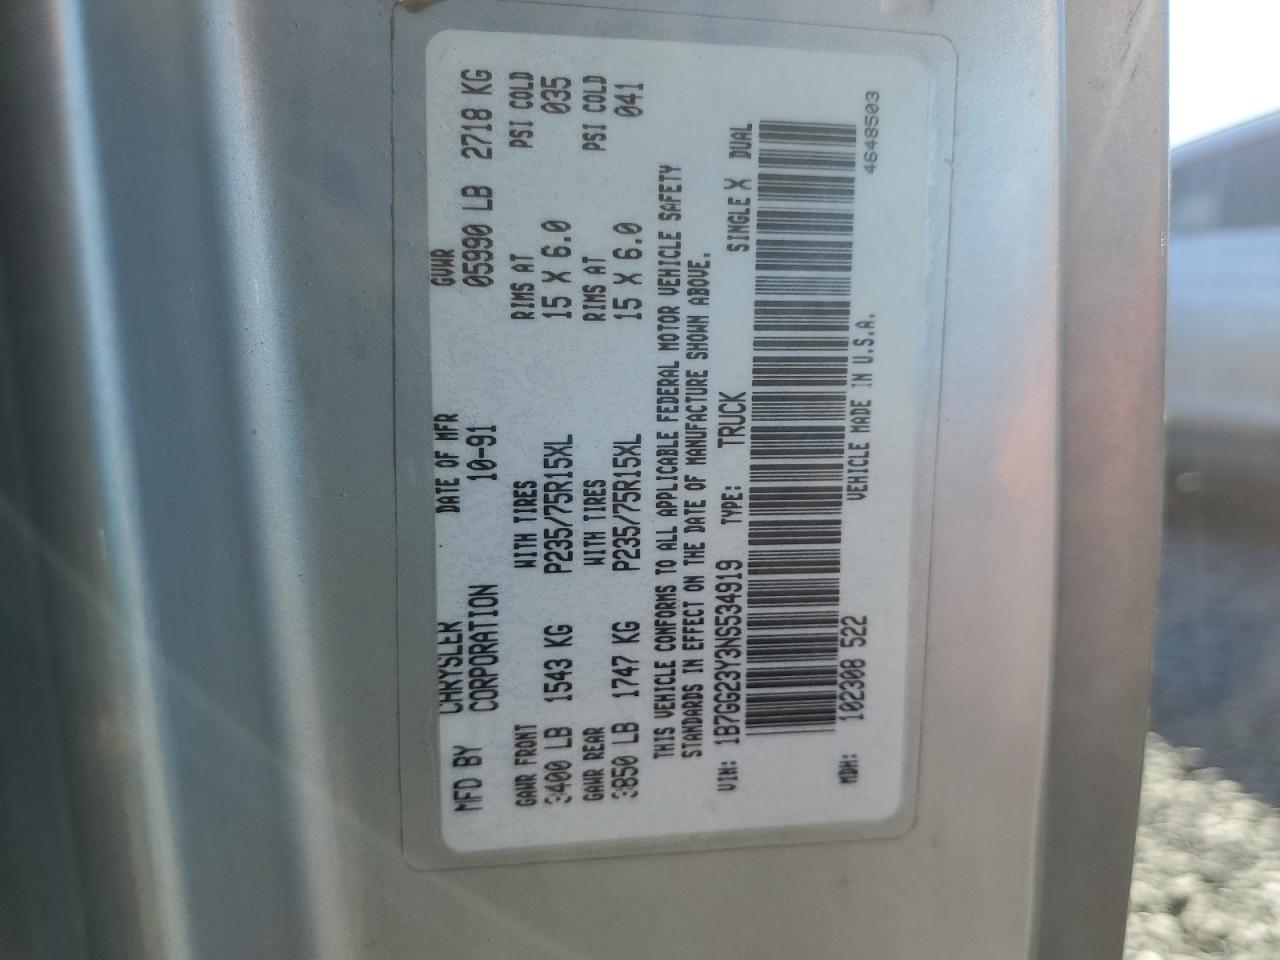 MFD BY CHRYSLER CORPORATION DATE OF MFR 10-91 GVWR 05990 LB 2718 KG
GAWR FRONT WITH TIRES RIMS AT PSI COLD
3400 LB 1543 KG P235/75R15XL 15 X 6.0 035
GAWR REAR WITH TIRES RIMS AT PSI COLD
3850 LB 1747 KG P235/75R15XL 15 X 6.0 041
THIS VEHICLE CONFORMS TO ALL APPLICABLE FEDERAL MOTOR VEHICLE SAFETY
STANDARDS IN EFFECT ON THE DATE OF MANUFACTURE SHOWN ABOVE.
VIN: 1B7GG23Y3NS534919 TYPE: TRUCK SINGLE X DUAL
MDH: 102308 522 VEHICLE MADE IN U.S.A. 4648503